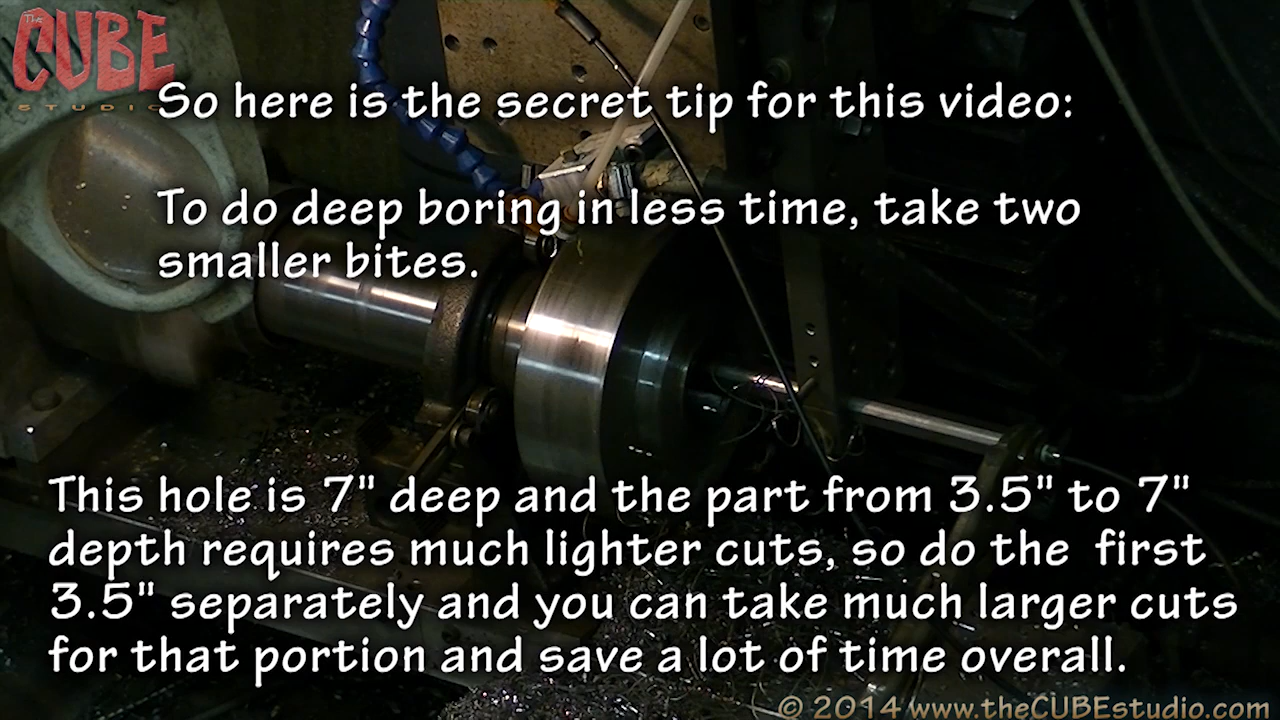 The
CUBE
STUDIO
So here is the secret tip for this video:
To do deep boring in less time, take two
smaller bites.
This hole is 7" deep and the part from 3.5" to 7"
depth requires much lighter cuts, so do the first
3.5" separately and you can take much larger cuts
for that portion and save a lot of time overall.
© 2014 www.theCUBEstudio.com